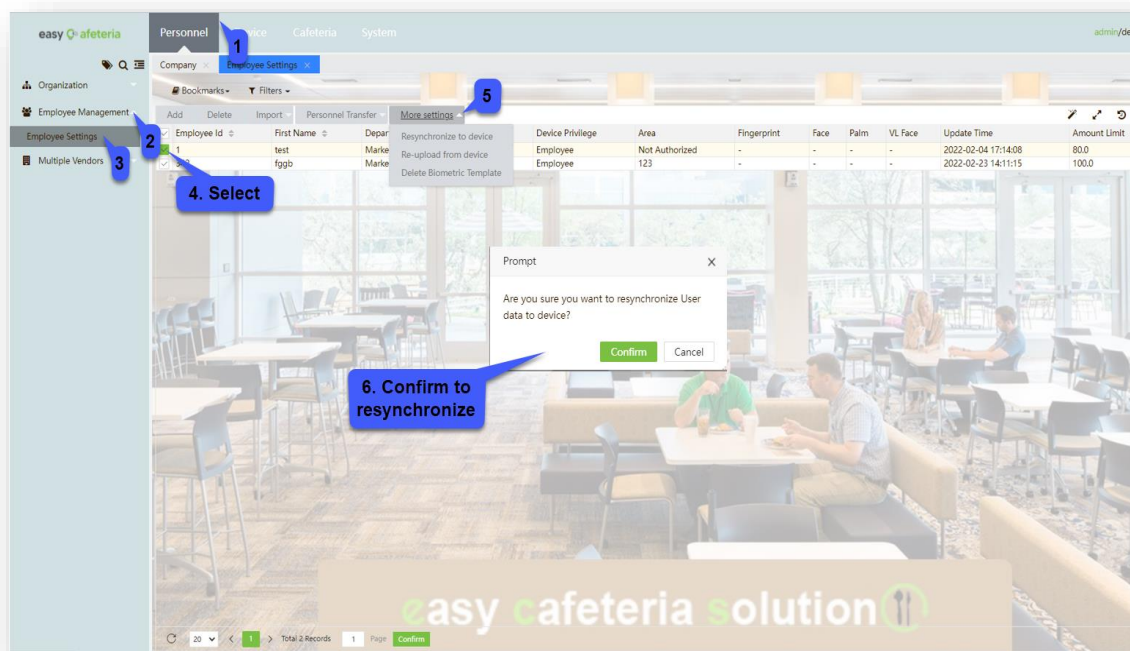 easy afeteria
Personnel Cafeteria System admin/de
1
Company × Employee Settings ×
Organization
Bookmarks Filters
5
Employee Management
Add Delete Import Personnel Transfer More settings
Employee Settings
2
Employee Id First Name Depar Device Privilege Area Fingerprint Face Palm VL Face Update Time Amount Limit
1 test Marke Employee Not Authorized - - - - 2022-02-04 17:14:08 80.0
fggb Marke Employee 123 - - - - 2022-02-23 14:11:15 100.0
Resynchronize to device
Re-upload from device
Delete Biometric Template
Multiple Vendors
3
4. Select
Prompt X
Are you sure you want to resynchronize User
data to device?
Confirm Cancel
6. Confirm to
resynchronize
easy cafeteria solution
20 < 1 > Total 2 Records 1 Page Confirm